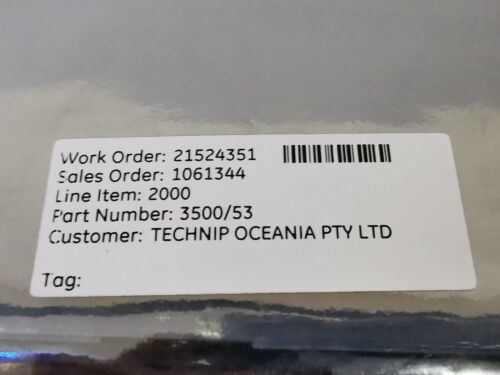 Work Order: 21524351
Sales Order: 1061344
Line Item: 2000
Part Number: 3500/53
Customer: TECHNIP OCEANIA PTY LTD
Tag: